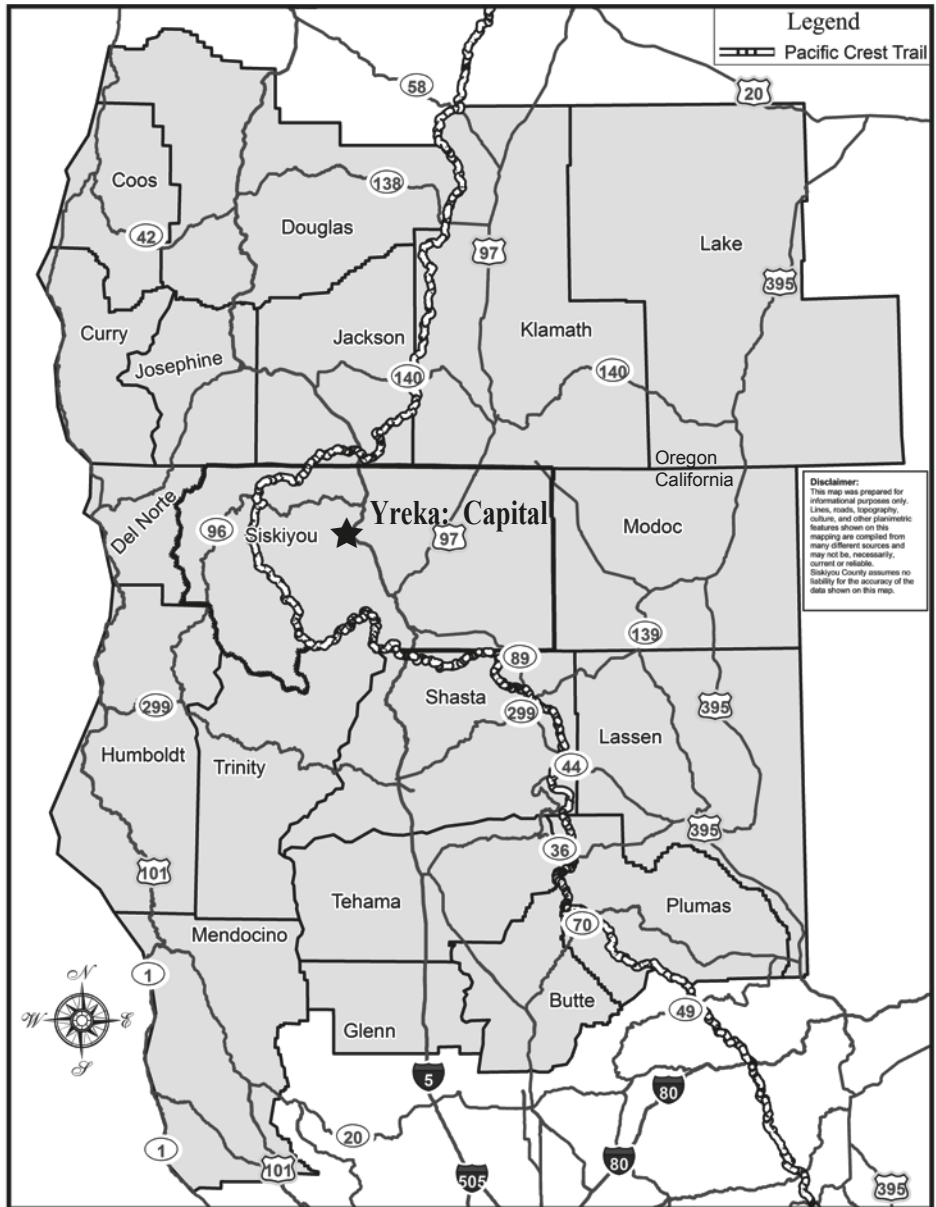 Legend
Pacific Crest Trail
58
20
Coos
138
42
Douglas
97
Lake
395
Curry
Josephine
Jackson
Klamath
140
140
Oregon
California
Del Norte
96
Siskiyou
Yreka: Capital
97
Modoc
Disclaimer:
This map was prepared for
informational purposes only.
Lines, roads, topography,
culture, and other planimetric
features shown on this
mapping are compiled from
many different sources and
may not be, necessarily,
current or reliable.
Siskiyou County assumes no
liability for the accuracy of the
data shown on this map.
139
89
Shasta
299
299
395
Humboldt
Trinity
Lassen
44
395
36
101
Tehama
Plumas
70
Mendocino
1
N
W E
S
Butte
49
Glenn
5
80
20
1
101
505
80
395